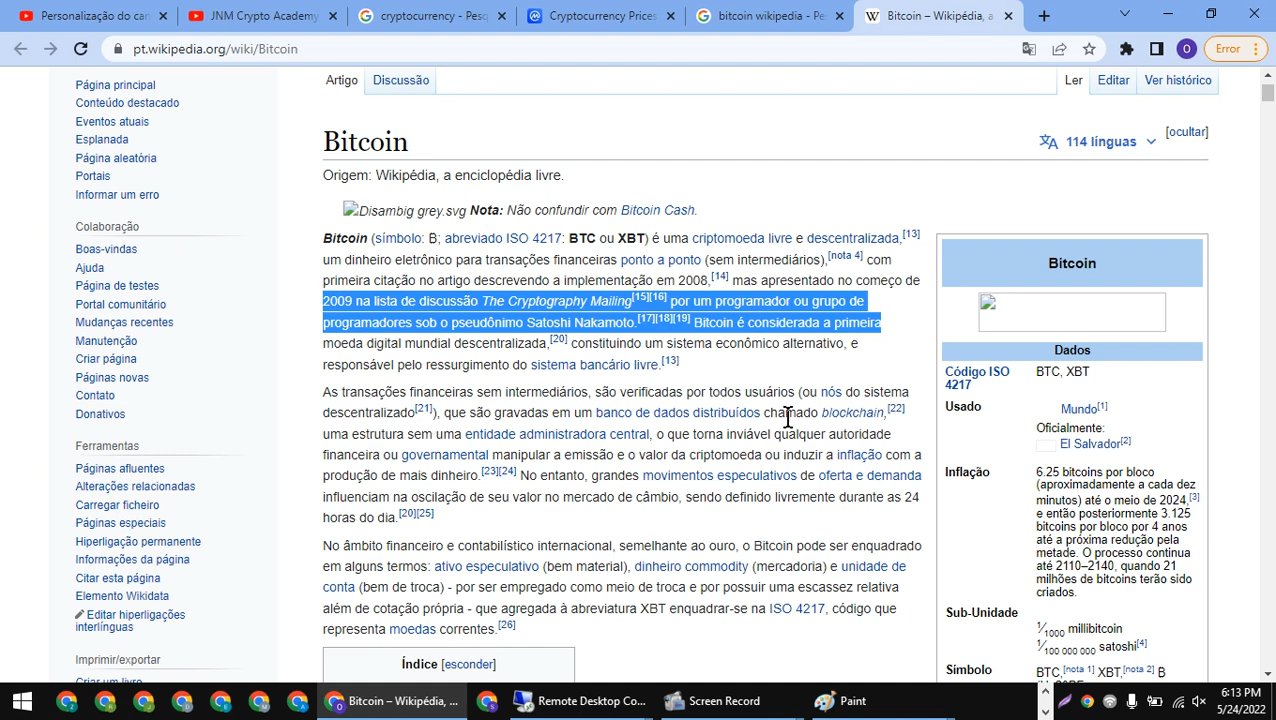 Personalização do can
JNM Crypto Academy
cryptocurrency - Pesq
Cryptocurrency Prices
bitcoin wikipedia - Pe
Bitcoin – Wikipédia, a
pt.wikipedia.org/wiki/Bitcoin
O
Error
Página principal
Conteúdo destacado
Eventos atuais
Esplanada
Página aleatória
Portais
Informar um erro
Colaboração
Boas-vindas
Ajuda
Página de testes
Portal comunitário
Mudanças recentes
Manutenção
Criar página
Páginas novas
Contato
Donativos
Ferramentas
Páginas afluentes
Alterações relacionadas
Carregar ficheiro
Páginas especiais
Hiperligação permanente
Informações da página
Citar esta página
Elemento Wikidata
Editar hiperligações
interlínguas
Imprimir/exportar
Artigo Discussão
Ler Editar Ver histórico
Bitcoin
114 línguas
[ocultar]
Origem: Wikipédia, a enciclopédia livre.
Disambig grey.svg Nota: Não confundir com Bitcoin Cash.
Bitcoin (símbolo: ₿; abreviado ISO 4217: BTC ou XBT) é uma criptomoeda livre e descentralizada,[13]
um dinheiro eletrônico para transações financeiras ponto a ponto (sem intermediários),[nota 4] com
primeira citação no artigo descrevendo a implementação em 2008,[14] mas apresentado no começo de
2009 na lista de discussão The Cryptography Mailing[15][16] por um programador ou grupo de
programadores sob o pseudônimo Satoshi Nakamoto.[17][18][19] Bitcoin é considerada a primeira
moeda digital mundial descentralizada,[20] constituindo um sistema econômico alternativo, e
responsável pelo ressurgimento do sistema bancário livre.[13]
As transações financeiras sem intermediários, são verificadas por todos usuários (ou nós do sistema
descentralizado[21]), que são gravadas em um banco de dados distribuídos chamado blockchain,[22]
uma estrutura sem uma entidade administradora central, o que torna inviável qualquer autoridade
financeira ou governamental manipular a emissão e o valor da criptomoeda ou induzir a inflação com a
produção de mais dinheiro.[23][24] No entanto, grandes movimentos especulativos de oferta e demanda
influenciam na oscilação de seu valor no mercado de câmbio, sendo definido livremente durante as 24
horas do dia.[20][25]
No âmbito financeiro e contabilístico internacional, semelhante ao ouro, o Bitcoin pode ser enquadrado
em alguns termos: ativo especulativo (bem material), dinheiro commodity (mercadoria) e unidade de
conta (bem de troca) - por ser empregado como meio de troca e por possuir uma escassez relativa
além de cotação própria - que agregada à abreviatura XBT enquadrar-se na ISO 4217, código que
representa moedas correntes.[26]
Índice [esconder]
Bitcoin
Dados
Código ISO 4217 BTC, XBT
Usado Mundo[1]
Oficialmente:
El Salvador[2]
Inflação 6.25 bitcoins por bloco
(aproximadamente a cada dez
minutos) até o meio de 2024,[3]
e então posteriormente 3.125
bitcoins por bloco por 4 anos
até a próxima redução pela
metade. O processo continua
até 2110–2140, quando 21
milhões de bitcoins terão sido
criados.
Sub-Unidade
1/1000 millibitcoin
1/100 000 000 satoshi[4]
Símbolo BTC,[nota 1] XBT,[nota 2] ₿
Bitcoin – Wikipédia, ...
Remote Desktop Co...
Screen Record
Paint
6:13 PM
5/24/2022